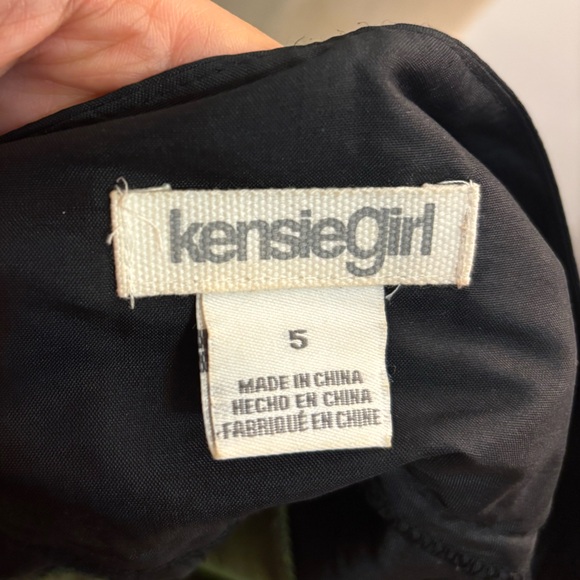 kensiegirl
5
MADE IN CHINA
HECHO EN CHINA
FABRIQUÉ EN CHINE